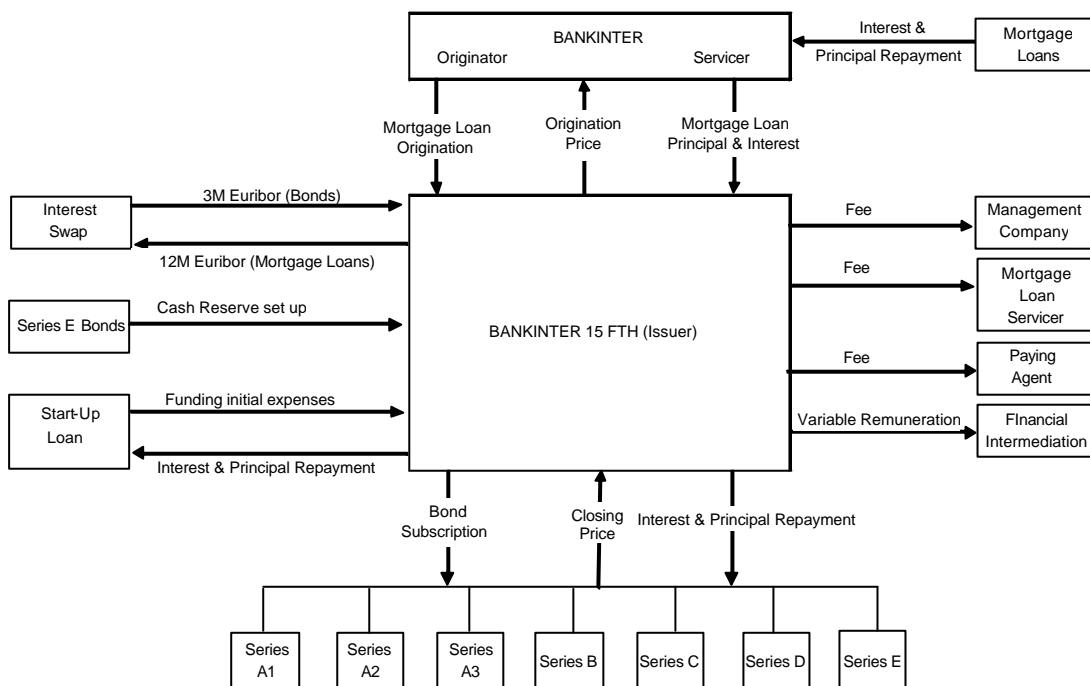 BANKINTER
Originator
Servicer
Interest &
Principal Repayment
Mortgage
Loans
Mortgage Loan
Origination
Origination
Price
Mortgage Loan
Principal & Interest
Interest
Swap
3M Euribor (Bonds)
12M Euribor (Mortgage Loans)
Series E Bonds
Cash Reserve set up
Start-Up
Loan
Funding initial expenses
Interest & Principal Repayment
BANKINTER 15 FTH (Issuer)
Fee
Management
Company
Fee
Mortgage
Loan
Servicer
Fee
Paying
Agent
Variable Remuneration
FInancial
Intermediation
Bond
Subscription
Closing
Price
Interest & Principal Repayment
Series
A1
Series
A2
Series
A3
Series B
Series C
Series D
Series E